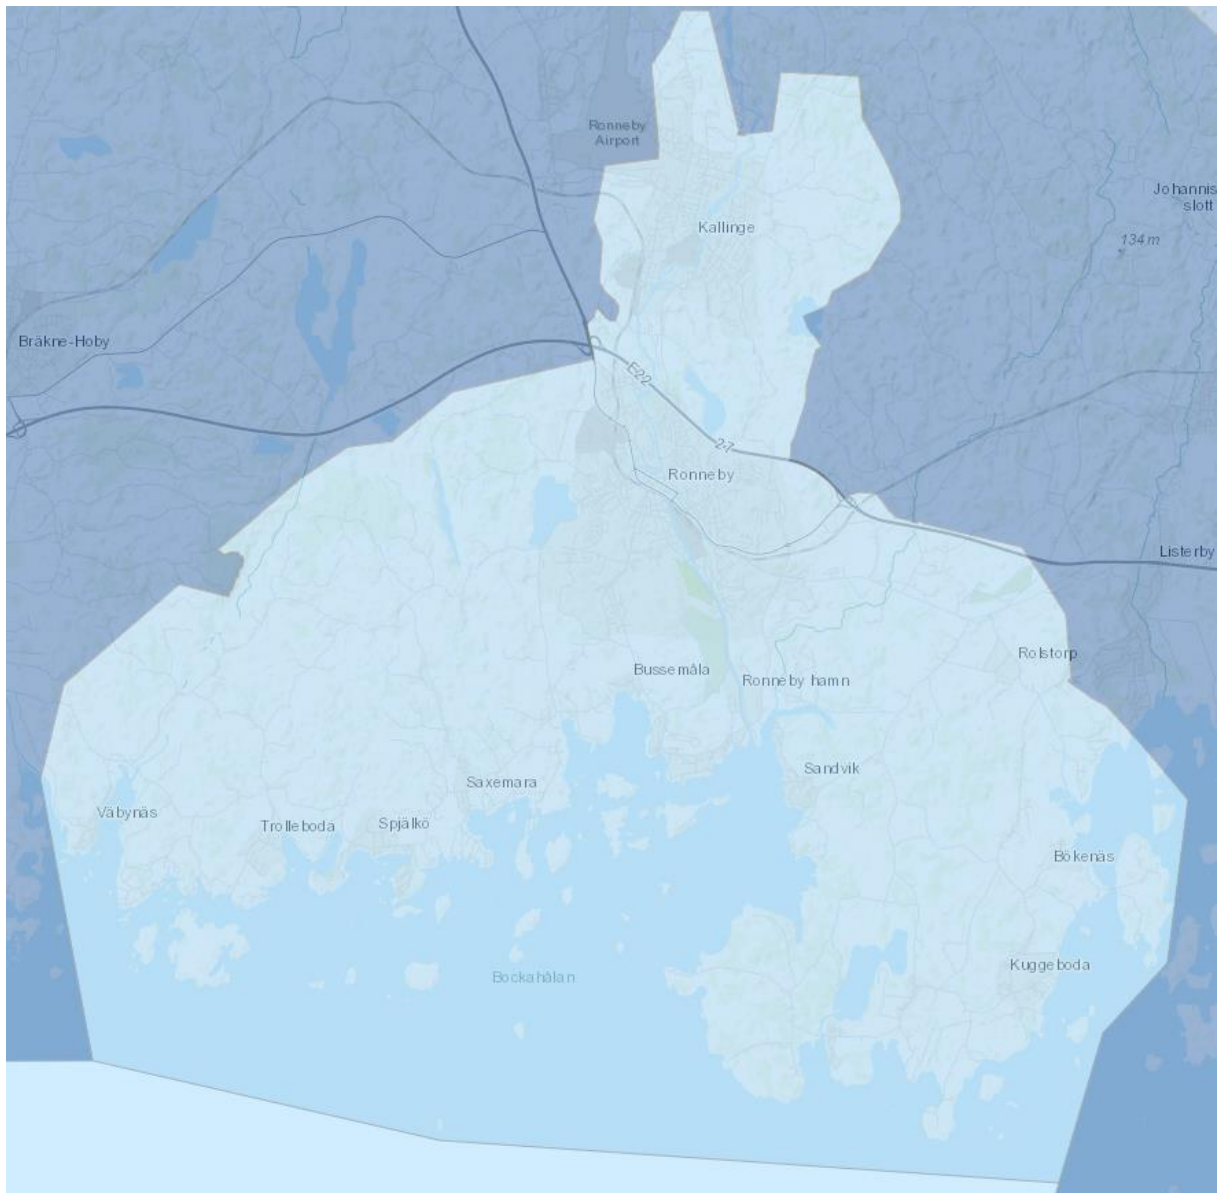 Ronneby
Airport
Johannis
slott
Kallinge
134 m
Bräkne-Hoby
E22
27
Ronneby
Listerby
Rolstorp
Bussemåla
Ronneby hamn
Sandvik
Saxemara
Väbynäs
Trolleboda
Spjälkö
Bökenäs
Kuggeboda
Bockahålan